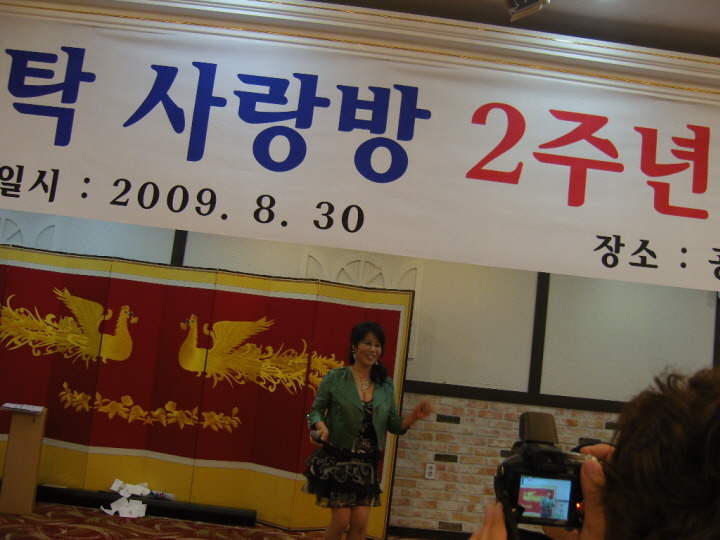 탁 사랑방 2주년
일시 : 2009. 8. 30
장소 :